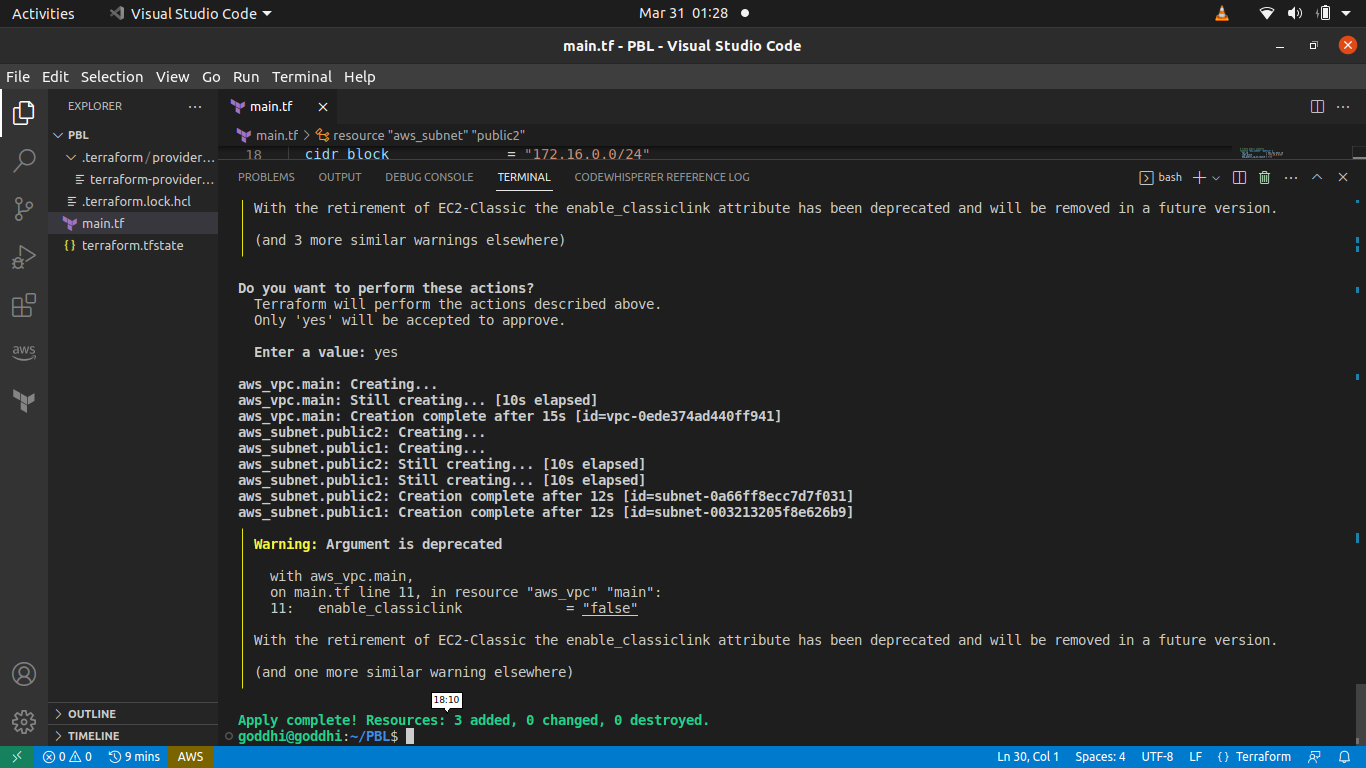 Activities
Visual Studio Code
Mar 31 01:28
main.tf - PBL - Visual Studio Code
File Edit Selection View Go Run Terminal Help
EXPLORER
PBL
.terraform/provider...
terraform-provider...
.terraform.lock.hcl
main.tf
terraform.tfstate
OUTLINE
TIMELINE
aws
main.tf
main.tf > resource "aws_subnet" "public2"
18 cidr_block = "172.16.0.0/24"
PROBLEMS OUTPUT DEBUG CONSOLE TERMINAL CODEWHISPERER REFERENCE LOG
bash
With the retirement of EC2-Classic the enable_classiclink attribute has been deprecated and will be removed in a future version.
(and 3 more similar warnings elsewhere)
Do you want to perform these actions?
Terraform will perform the actions described above.
Only 'yes' will be accepted to approve.
Enter a value: yes
aws_vpc.main: Creating...
aws_vpc.main: Still creating... [10s elapsed]
aws_vpc.main: Creation complete after 15s [id=vpc-0ede374ad440ff941]
aws_subnet.public2: Creating...
aws_subnet.public1: Creating...
aws_subnet.public2: Still creating... [10s elapsed]
aws_subnet.public1: Still creating... [10s elapsed]
aws_subnet.public2: Creation complete after 12s [id=subnet-0a66ff8ecc7d7f031]
aws_subnet.public1: Creation complete after 12s [id=subnet-003213205f8e626b9]
Warning: Argument is deprecated
with aws_vpc.main,
on main.tf line 11, in resource "aws_vpc" "main":
11: enable_classiclink = "false"
With the retirement of EC2-Classic the enable_classiclink attribute has been deprecated and will be removed in a future version.
(and one more similar warning elsewhere)
18:10
Apply complete! Resources: 3 added, 0 changed, 0 destroyed.
goddhi@goddhi:~/PBL$
0 0 9 mins AWS Ln 30, Col 1 Spaces: 4 UTF-8 LF {} Terraform